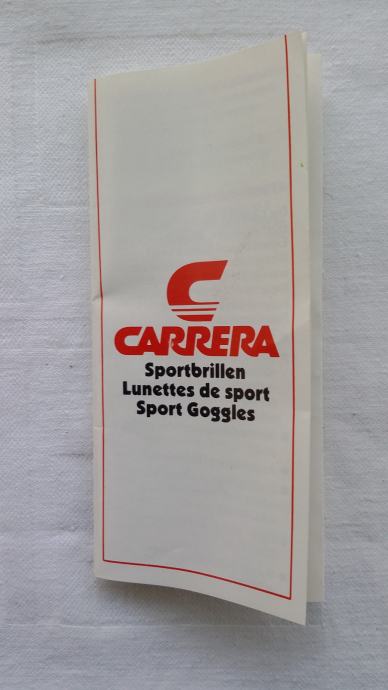 CARRERA
Sportbrillen
Lunettes de sport
Sport Goggles